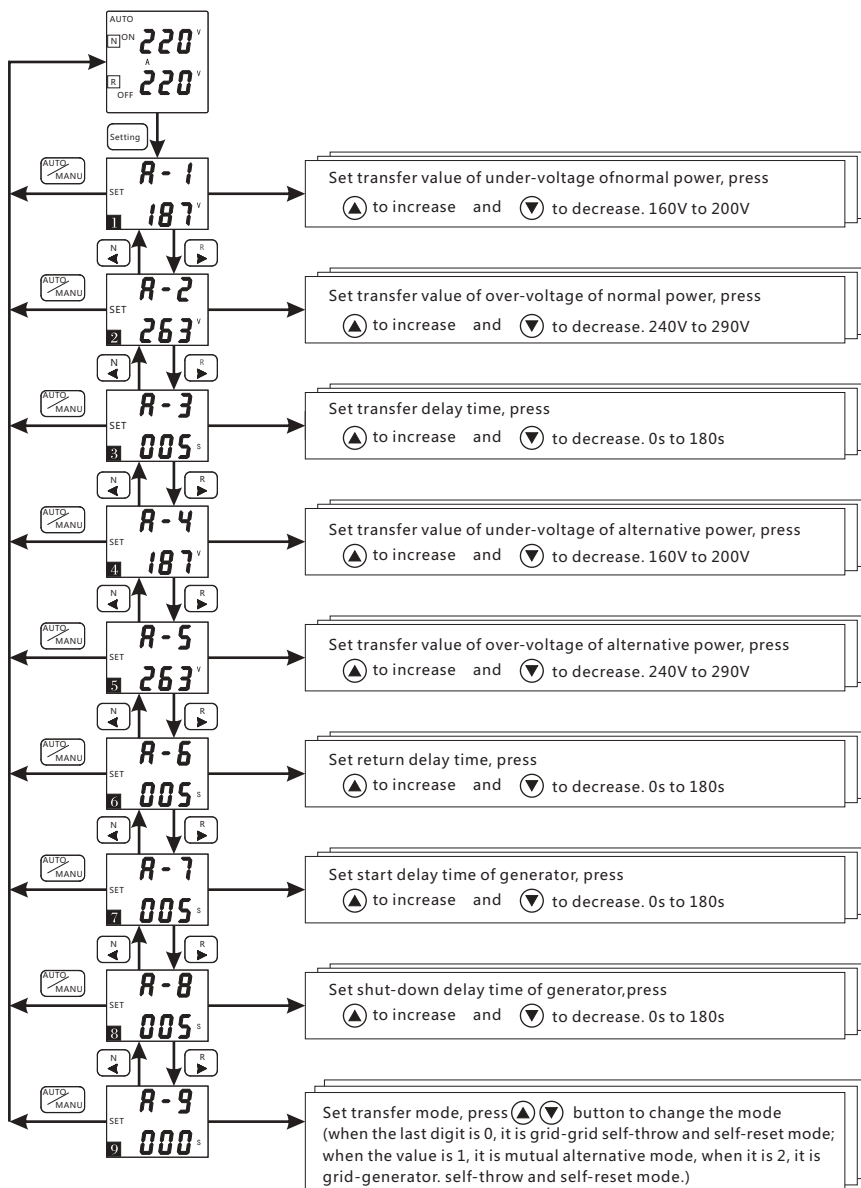 AUTO
N ON 220 V
A
R 220 V
OFF
Setting
AUTO/MANU
A-1
SET
1 187 V
Set transfer value of under-voltage ofnormal power, press
▲ to increase and ▼ to decrease. 160V to 200V
N ◀ R ▶
AUTO/MANU
A-2
SET
2 263 V
Set transfer value of over-voltage of normal power, press
▲ to increase and ▼ to decrease. 240V to 290V
N ◀ R ▶
AUTO/MANU
A-3
SET
3 005 S
Set transfer delay time, press
▲ to increase and ▼ to decrease. 0s to 180s
N ◀ R ▶
AUTO/MANU
A-4
SET
4 187 V
Set transfer value of under-voltage of alternative power, press
▲ to increase and ▼ to decrease. 160V to 200V
N ◀ R ▶
AUTO/MANU
A-5
SET
5 263 V
Set transfer value of over-voltage of alternative power, press
▲ to increase and ▼ to decrease. 240V to 290V
N ◀ R ▶
AUTO/MANU
A-6
SET
6 005 S
Set return delay time, press
▲ to increase and ▼ to decrease. 0s to 180s
N ◀ R ▶
AUTO/MANU
A-7
SET
7 005 S
Set start delay time of generator, press
▲ to increase and ▼ to decrease. 0s to 180s
N ◀ R ▶
AUTO/MANU
A-8
SET
8 005 S
Set shut-down delay time of generator,press
▲ to increase and ▼ to decrease. 0s to 180s
N ◀ R ▶
AUTO/MANU
A-9
SET
9 000 S
Set transfer mode, press ▲ ▼ button to change the mode
(when the last digit is 0, it is grid-grid self-throw and self-reset mode;
when the value is 1, it is mutual alternative mode, when it is 2, it is
grid-generator. self-throw and self-reset mode.)